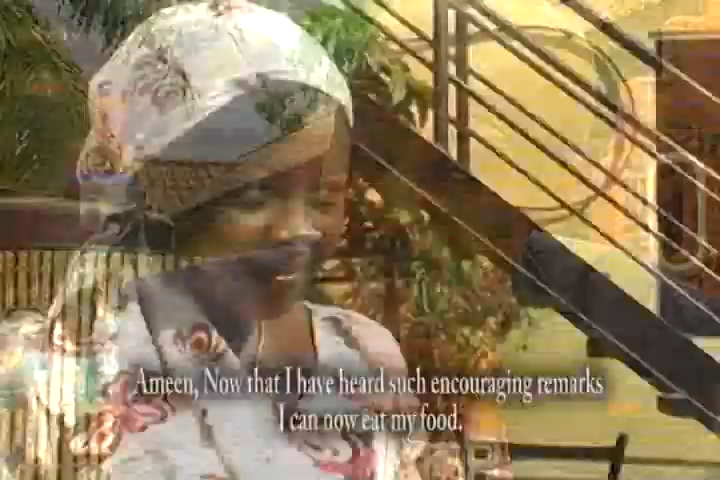 Ameen, Now that I have heard such encouraging remarks
I can now eat my food.